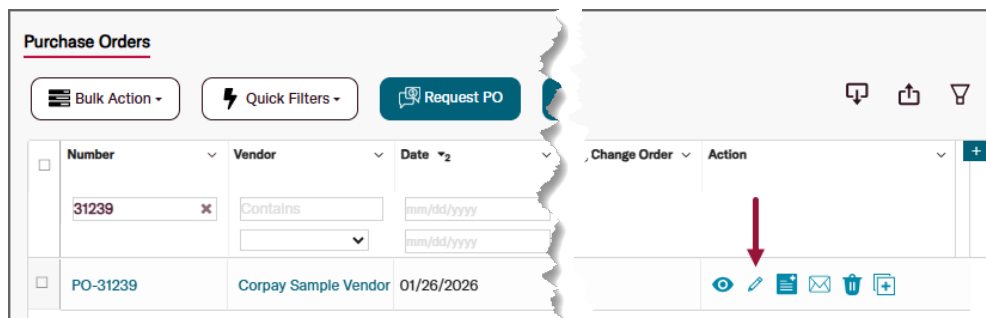 Purchase Orders
Bulk Action
Quick Filters
Request PO
Number Vendor Date 2 Change Order Action
31239 Contains mm/dd/yyyy
mm/dd/yyyy
PO-31239 Corpay Sample Vendor 01/26/2026